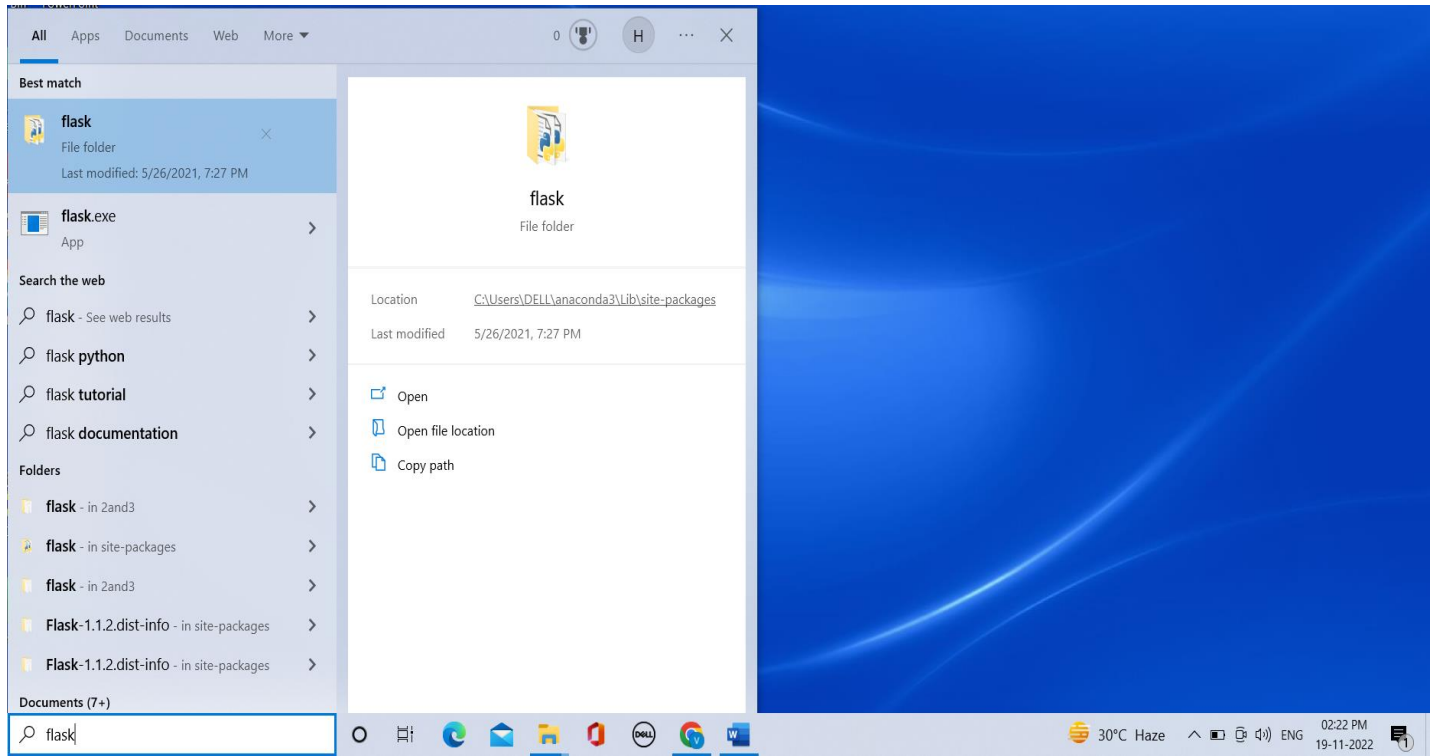 All Apps Documents Web More 0 H ...
Best match
flask
File folder
Last modified: 5/26/2021, 7:27 PM
flask.exe
App
Search the web
flask - See web results
flask python
flask tutorial
flask documentation
Folders
flask - in 2and3
flask - in site-packages
flask - in 2and3
Flask-1.1.2.dist-info - in site-packages
Flask-1.1.2.dist-info - in site-packages
Documents (7+)
flask
flask
File folder
Location C:\Users\DELL\anaconda3\Lib\site-packages
Last modified 5/26/2021, 7:27 PM
Open
Open file location
Copy path
DELL V W 30°C Haze ENG 02:22 PM
19-11-2022 1